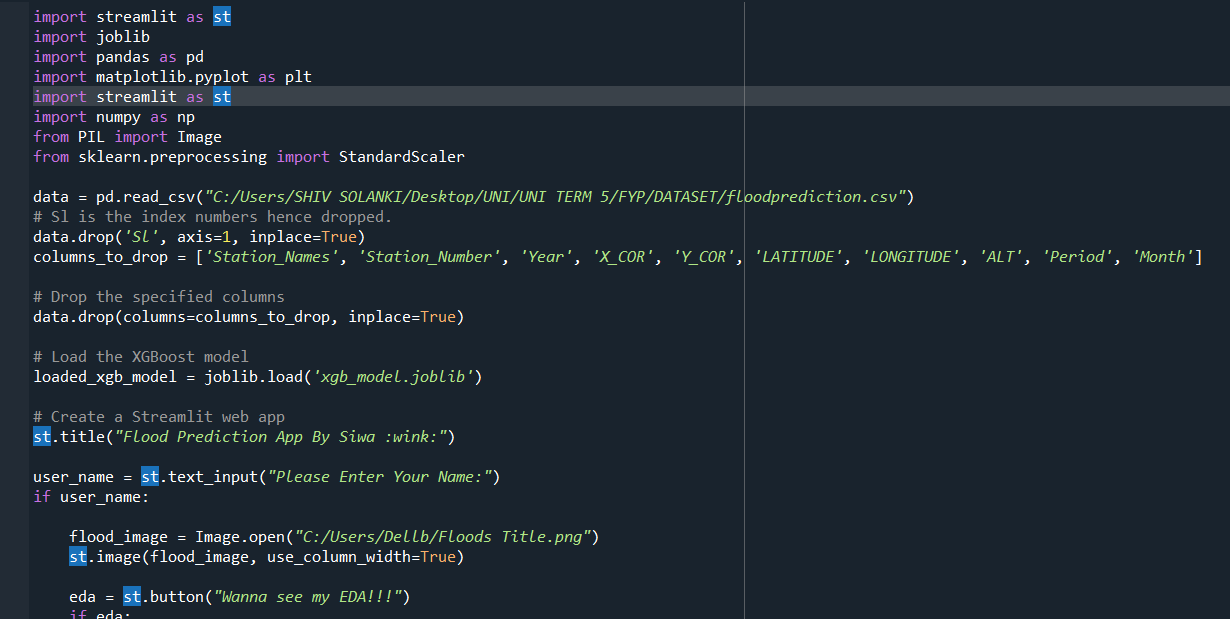 import streamlit as st
import joblib
import pandas as pd
import matplotlib.pyplot as plt
import streamlit as st
import numpy as np
from PIL import Image
from sklearn.preprocessing import StandardScaler
data = pd.read_csv("C:/Users/SHIV SOLANKI/Desktop/UNI/UNI TERM 5/FYP/DATASET/floodprediction.csv")
# Sl is the index numbers hence dropped.
data.drop('Sl', axis=1, inplace=True)
columns_to_drop = ['Station_Names', 'Station_Number', 'Year', 'X_COR', 'Y_COR', 'LATITUDE', 'LONGITUDE', 'ALT', 'Period', 'Month']
# Drop the specified columns
data.drop(columns=columns_to_drop, inplace=True)
# Load the XGBoost model
loaded_xgb_model = joblib.load('xgb_model.joblib')
# Create a Streamlit web app
st.title("Flood Prediction App By Siwa :wink:")
user_name = st.text_input("Please Enter Your Name:")
if user_name:
    flood_image = Image.open("C:/Users/Dellb/Floods Title.png")
    st.image(flood_image, use_column_width=True)
    eda = st.button("Wanna see my EDA!!!")
    if eda: